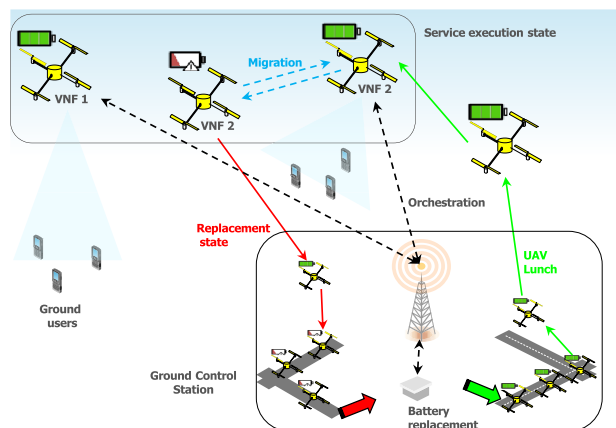 Service execution state
Migration
VNF 1
VNF 2
VNF 2
Orchestration
Replacement
state
UAV
Lunch
Ground
users
Ground Control
Station
Battery
replacement